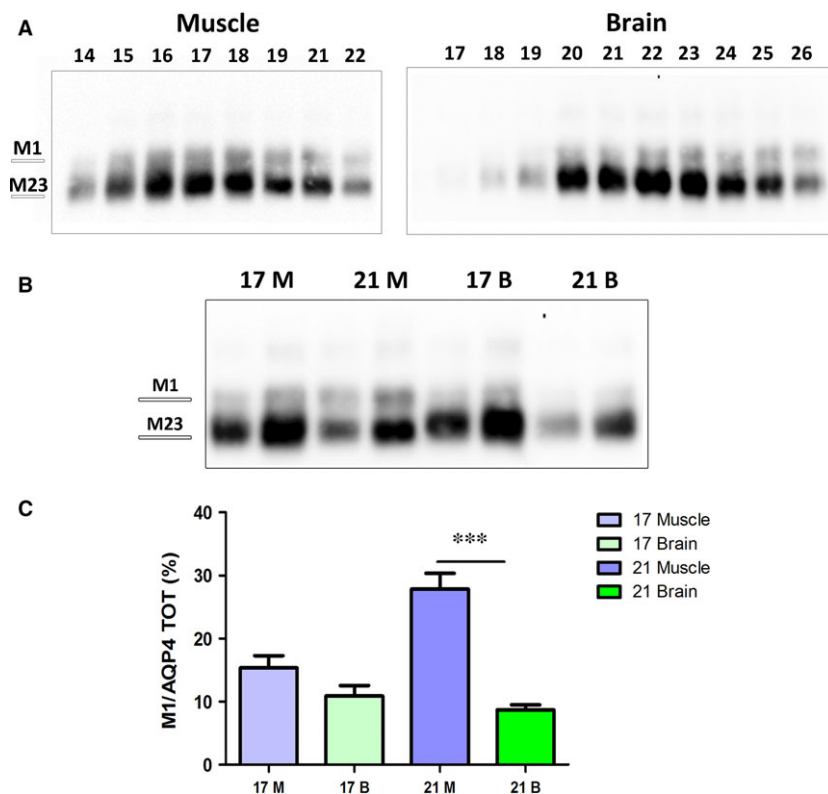 A
Muscle
Brain
14 15 16 17 18 19 21 22
17 18 19 20 21 22 23 24 25 26
M1
M23
B
17 M 21 M 17 B 21 B
M1
M23
C
M1/AQP4 TOT (%)
40
30
20
10
0
***
17 M 17 B 21 M 21 B
17 Muscle
17 Brain
21 Muscle
21 Brain